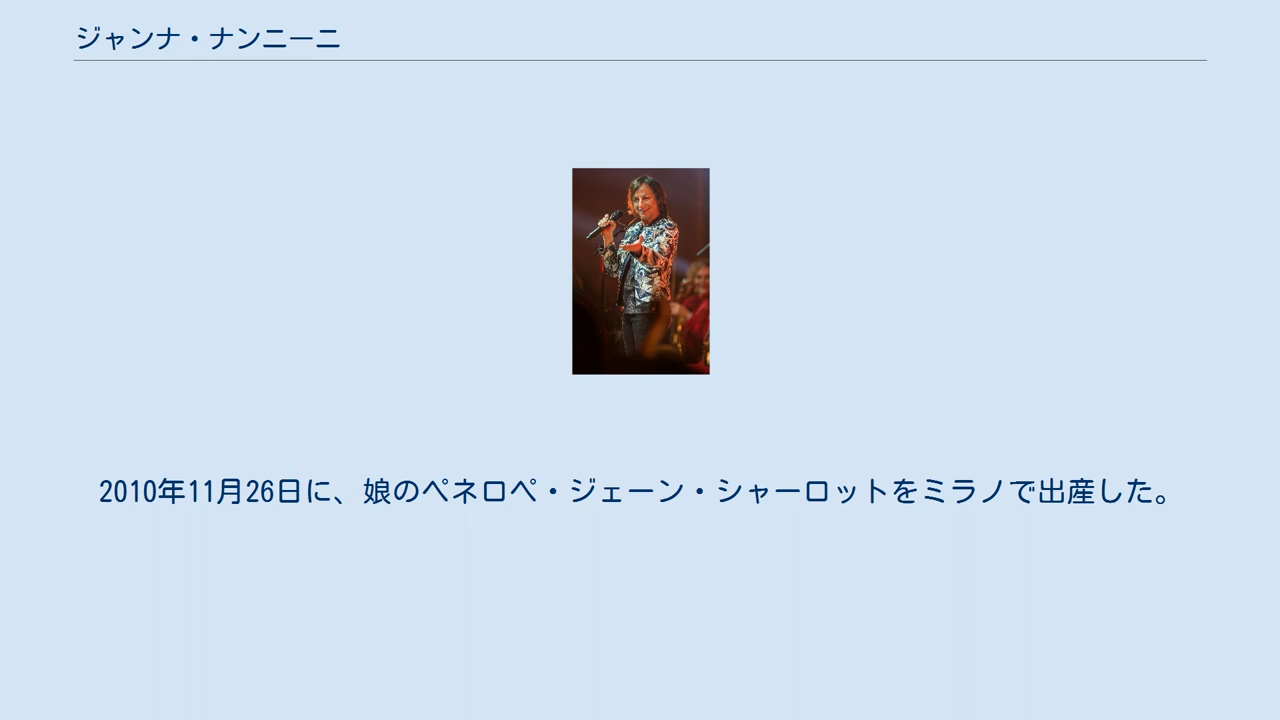 ジャンナ・ナンニーニ
2010年11月26日に、娘のペネロペ・ジェーン・シャーロットをミラノで出産した。